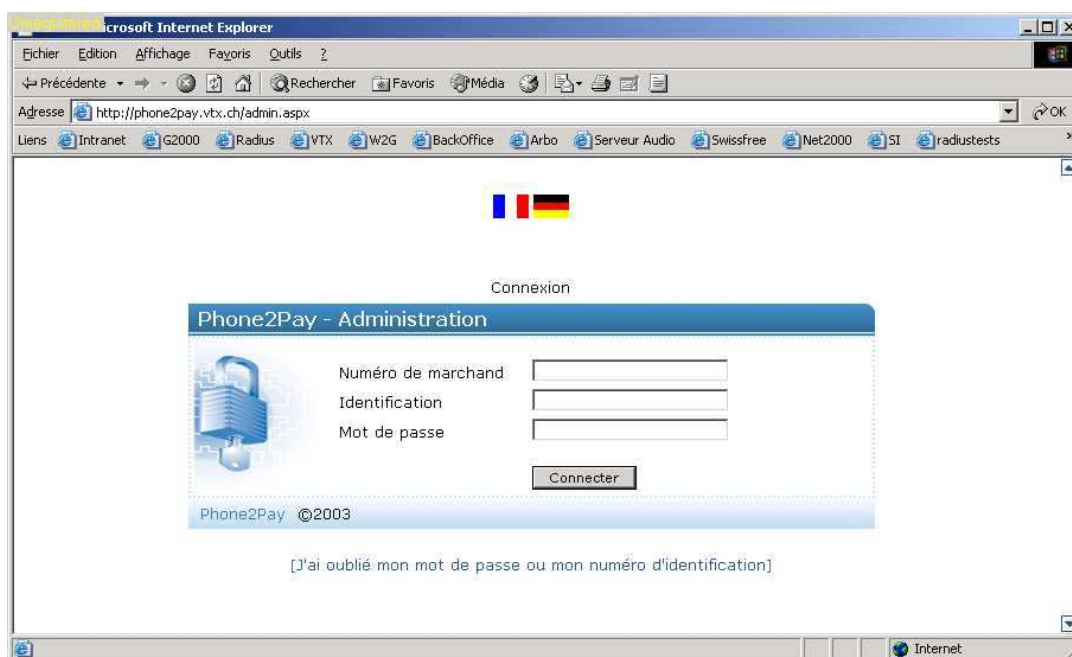 Unregistered crosoft Internet Explorer
Fichier Edition Affichage Favoris Outils ?
Précédente Rechercher Favoris Média
Adresse http://phone2pay.vtx.ch/admin.aspx OK
Liens Intranet G2000 Radius VTX W2G BackOffice Arbo Serveur Audio Swissfree Net2000 SI radiustests »
Connexion
Phone2Pay - Administration
Numéro de marchand
Identification
Mot de passe
Connecter
Phone2Pay ©2003
[J'ai oublié mon mot de passe ou mon numéro d'identification]
Internet